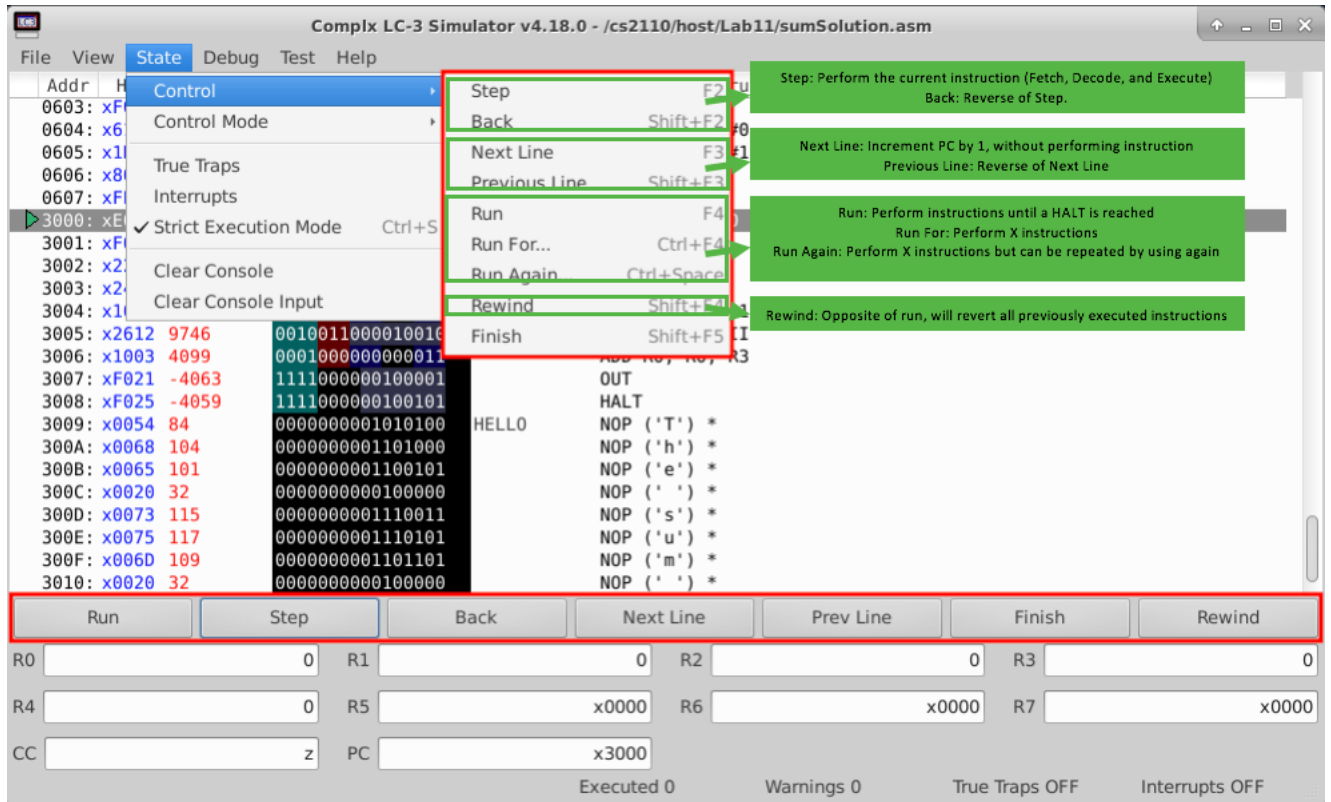 Complx LC-3 Simulator v4.18.0 - /cs2110/host/Lab11/sumSolution.asm
File View State Debug Test Help
Addr H
Control
Control Mode
True Traps
Interrupts
✓ Strict Execution Mode Ctrl+S
Clear Console
Clear Console Input
Step F2
Back Shift+F2
Next Line F3
Previous Line Shift+F3
Run F4
Run For... Ctrl+F4
Run Again... Ctrl+Space
Rewind Shift+F4
Finish Shift+F5
Step: Perform the current instruction (Fetch, Decode, and Execute)
Back: Reverse of Step.
Next Line: Increment PC by 1, without performing instruction
Previous Line: Reverse of Next Line
Run: Perform instructions until a HALT is reached
Run For: Perform X instructions
Run Again: Perform X instructions but can be repeated by using again
Rewind: Opposite of run, will revert all previously executed instructions
0603:
0604:
0605:
0606:
0607:
3000:
3001:
3002:
3003:
3004:
3005: x2612 9746 0010011000010010
3006: x1003 4099 0001000000000011 ADD R0, R0, R3
3007: xF021 -4063 1111000000100001 OUT
3008: xF025 -4059 1111000000100101 HALT
3009: x0054 84 0000000001010100 HELLO NOP ('T') *
300A: x0068 104 0000000001101000 NOP ('h') *
300B: x0065 101 0000000001100101 NOP ('e') *
300C: x0020 32 0000000000100000 NOP (' ') *
300D: x0073 115 0000000001110011 NOP ('s') *
300E: x0075 117 0000000001110101 NOP ('u') *
300F: x006D 109 0000000001101101 NOP ('m') *
3010: x0020 32 0000000000100000 NOP (' ') *
Run Step Back Next Line Prev Line Finish Rewind
R0 0 R1 0 R2 0 R3 0
R4 0 R5 x0000 R6 x0000 R7 x0000
CC z PC x3000
Executed 0 Warnings 0 True Traps OFF Interrupts OFF